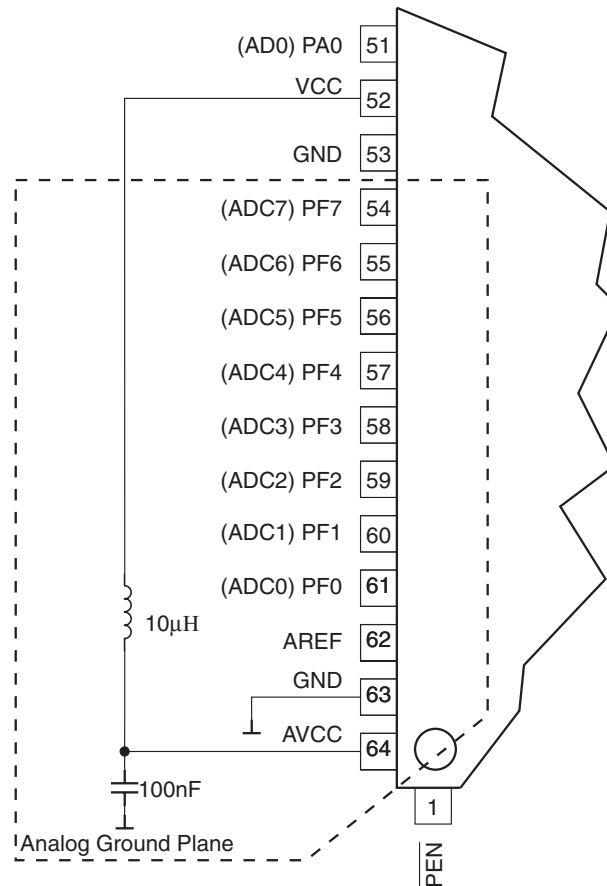 (AD0) PA0 51
VCC 52
GND 53
(ADC7) PF7 54
(ADC6) PF6 55
(ADC5) PF5 56
(ADC4) PF4 57
(ADC3) PF3 58
(ADC2) PF2 59
(ADC1) PF1 60
(ADC0) PF0 61
10μH
AREF 62
GND 63
AVCC 64
100nF
1
Analog Ground Plane
PEN